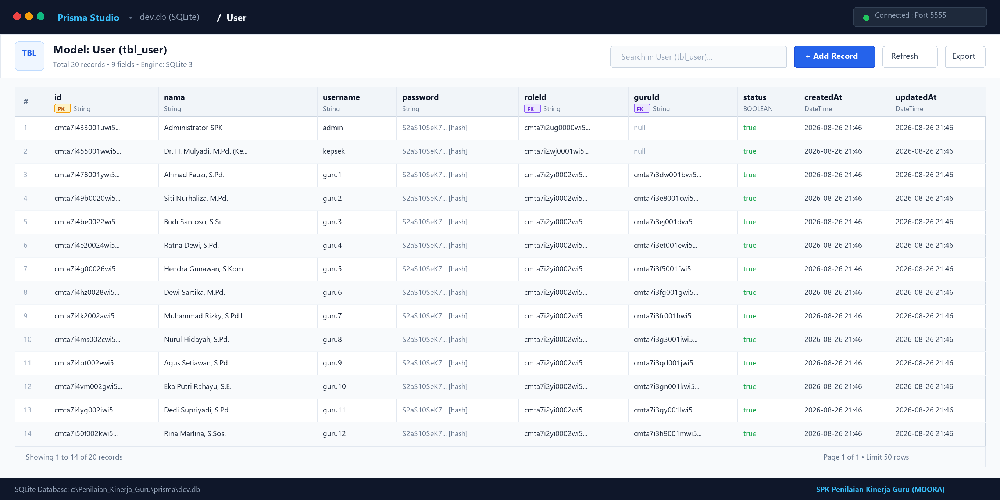 Prisma Studio • dev.db (SQLite) / User
Connected : Port 5555
TBL
Model: User (tbl_user)
Total 20 records • 9 fields • Engine: SQLite 3
Search in User (tbl_user)...
+ Add Record
Refresh
Export
# id nama username password roleId guruId status createdAt updatedAt
PK String String String String FK String FK String BOOLEAN DateTime DateTime
1 cmta7i433001uwi5... Administrator SPK admin $2a$10$eK7... [hash] cmta7i2ug0000wi5... null true 2026-08-26 21:46 2026-08-26 21:46
2 cmta7i455001wwi5... Dr. H. Mulyadi, M.Pd. (Ke... kepsek $2a$10$eK7... [hash] cmta7i2wj0001wi5... null true 2026-08-26 21:46 2026-08-26 21:46
3 cmta7i478001ywi5... Ahmad Fauzi, S.Pd. guru1 $2a$10$eK7... [hash] cmta7i2yi0002wi5... cmta7i3dw001bwi5... true 2026-08-26 21:46 2026-08-26 21:46
4 cmta7i49b0020wi5... Siti Nurhaliza, M.Pd. guru2 $2a$10$eK7... [hash] cmta7i2yi0002wi5... cmta7i3e8001cwi5... true 2026-08-26 21:46 2026-08-26 21:46
5 cmta7i4be0022wi5... Budi Santoso, S.Si. guru3 $2a$10$eK7... [hash] cmta7i2yi0002wi5... cmta7i3ej001dwi5... true 2026-08-26 21:46 2026-08-26 21:46
6 cmta7i4e20024wi5... Ratna Dewi, S.Pd. guru4 $2a$10$eK7... [hash] cmta7i2yi0002wi5... cmta7i3et001ewi5... true 2026-08-26 21:46 2026-08-26 21:46
7 cmta7i4g00026wi5... Hendra Gunawan, S.Kom. guru5 $2a$10$eK7... [hash] cmta7i2yi0002wi5... cmta7i3f5001fwi5... true 2026-08-26 21:46 2026-08-26 21:46
8 cmta7i4hz0028wi5... Dewi Sartika, M.Pd. guru6 $2a$10$eK7... [hash] cmta7i2yi0002wi5... cmta7i3fg001gwi5... true 2026-08-26 21:46 2026-08-26 21:46
9 cmta7i4k2002awi5... Muhammad Rizky, S.Pd.I. guru7 $2a$10$eK7... [hash] cmta7i2yi0002wi5... cmta7i3fr001hwi5... true 2026-08-26 21:46 2026-08-26 21:46
10 cmta7i4ms002cwi5... Nurul Hidayah, S.Pd. guru8 $2a$10$eK7... [hash] cmta7i2yi0002wi5... cmta7i3g3001iwi5... true 2026-08-26 21:46 2026-08-26 21:46
11 cmta7i4ot002ewi5... Agus Setiawan, S.Pd. guru9 $2a$10$eK7... [hash] cmta7i2yi0002wi5... cmta7i3gd001jwi5... true 2026-08-26 21:46 2026-08-26 21:46
12 cmta7i4vm002gwi5... Eka Putri Rahayu, S.E. guru10 $2a$10$eK7... [hash] cmta7i2yi0002wi5... cmta7i3gn001kwi5... true 2026-08-26 21:46 2026-08-26 21:46
13 cmta7i4yg002iwi5... Dedi Supriyadi, S.Pd. guru11 $2a$10$eK7... [hash] cmta7i2yi0002wi5... cmta7i3gy001lwi5... true 2026-08-26 21:46 2026-08-26 21:46
14 cmta7i50f002kwi5... Rina Marlina, S.Sos. guru12 $2a$10$eK7... [hash] cmta7i2yi0002wi5... cmta7i3h9001mwi5... true 2026-08-26 21:46 2026-08-26 21:46
Showing 1 to 14 of 20 records
Page 1 of 1 • Limit 50 rows
SQLite Database: c:\Penilaian_Kinerja_Guru\prisma\dev.db
SPK Penilaian Kinerja Guru (MOORA)